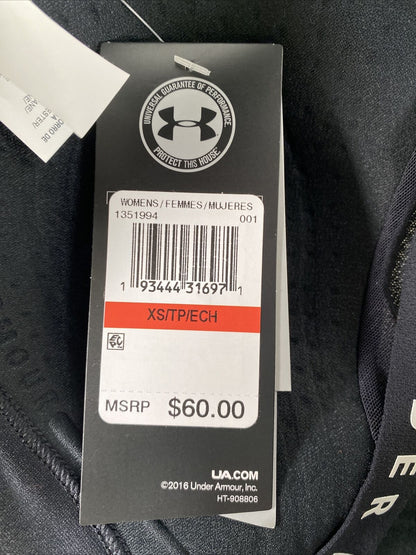 UNIVERSAL GUARANTEE OF PERFORMANCE
PROTECT THIS HOUSE
WOMENS/FEMMES/MUJERES
1351994 001
1 93444 31697 1
XS/TP/ECH
MSRP $60.00
UA.COM
©2016 Under Armour, Inc.
HT-908806
DER